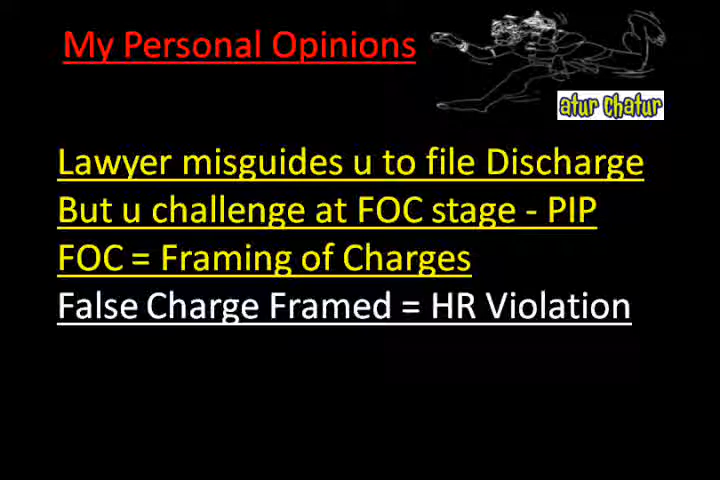 My Personal Opinions
atur chatur
Lawyer misguides u to file Discharge
But u challenge at FOC stage - PIP
FOC = Framing of Charges
False Charge Framed = HR Violation